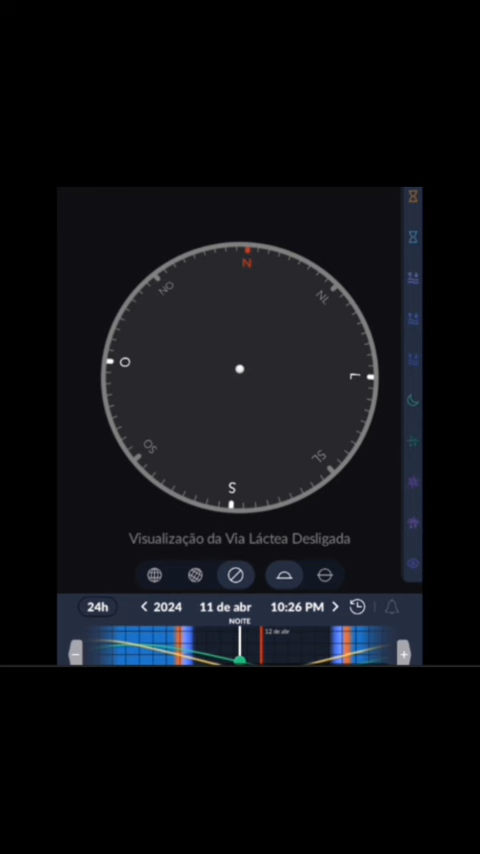 N
NO
NL
O
L
SO
SL
S
Visualização da Via Láctea Desligada
24h
2024 11 de abr 10:26 PM
NOITE
12 de abr